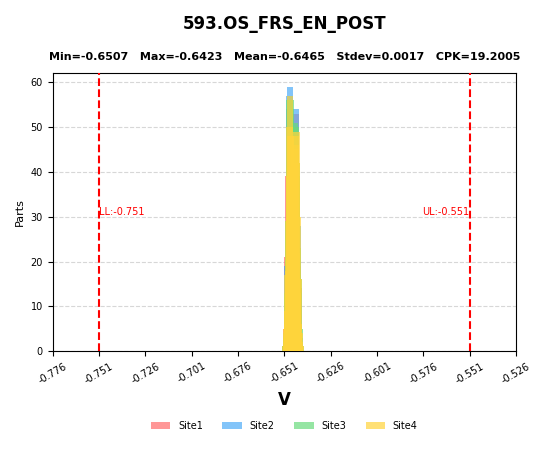 593.OS_FRS_EN_POST
Min=-0.6507 Max=-0.6423 Mean=-0.6465 Stdev=0.0017 CPK=19.2005
60
50
40
30
20
10
0
Parts
LL:-0.751
UL:-0.551
-0.776 -0.751 -0.726 -0.701 -0.676 -0.651 -0.626 -0.601 -0.576 -0.551 -0.526
V
Site1 Site2 Site3 Site4